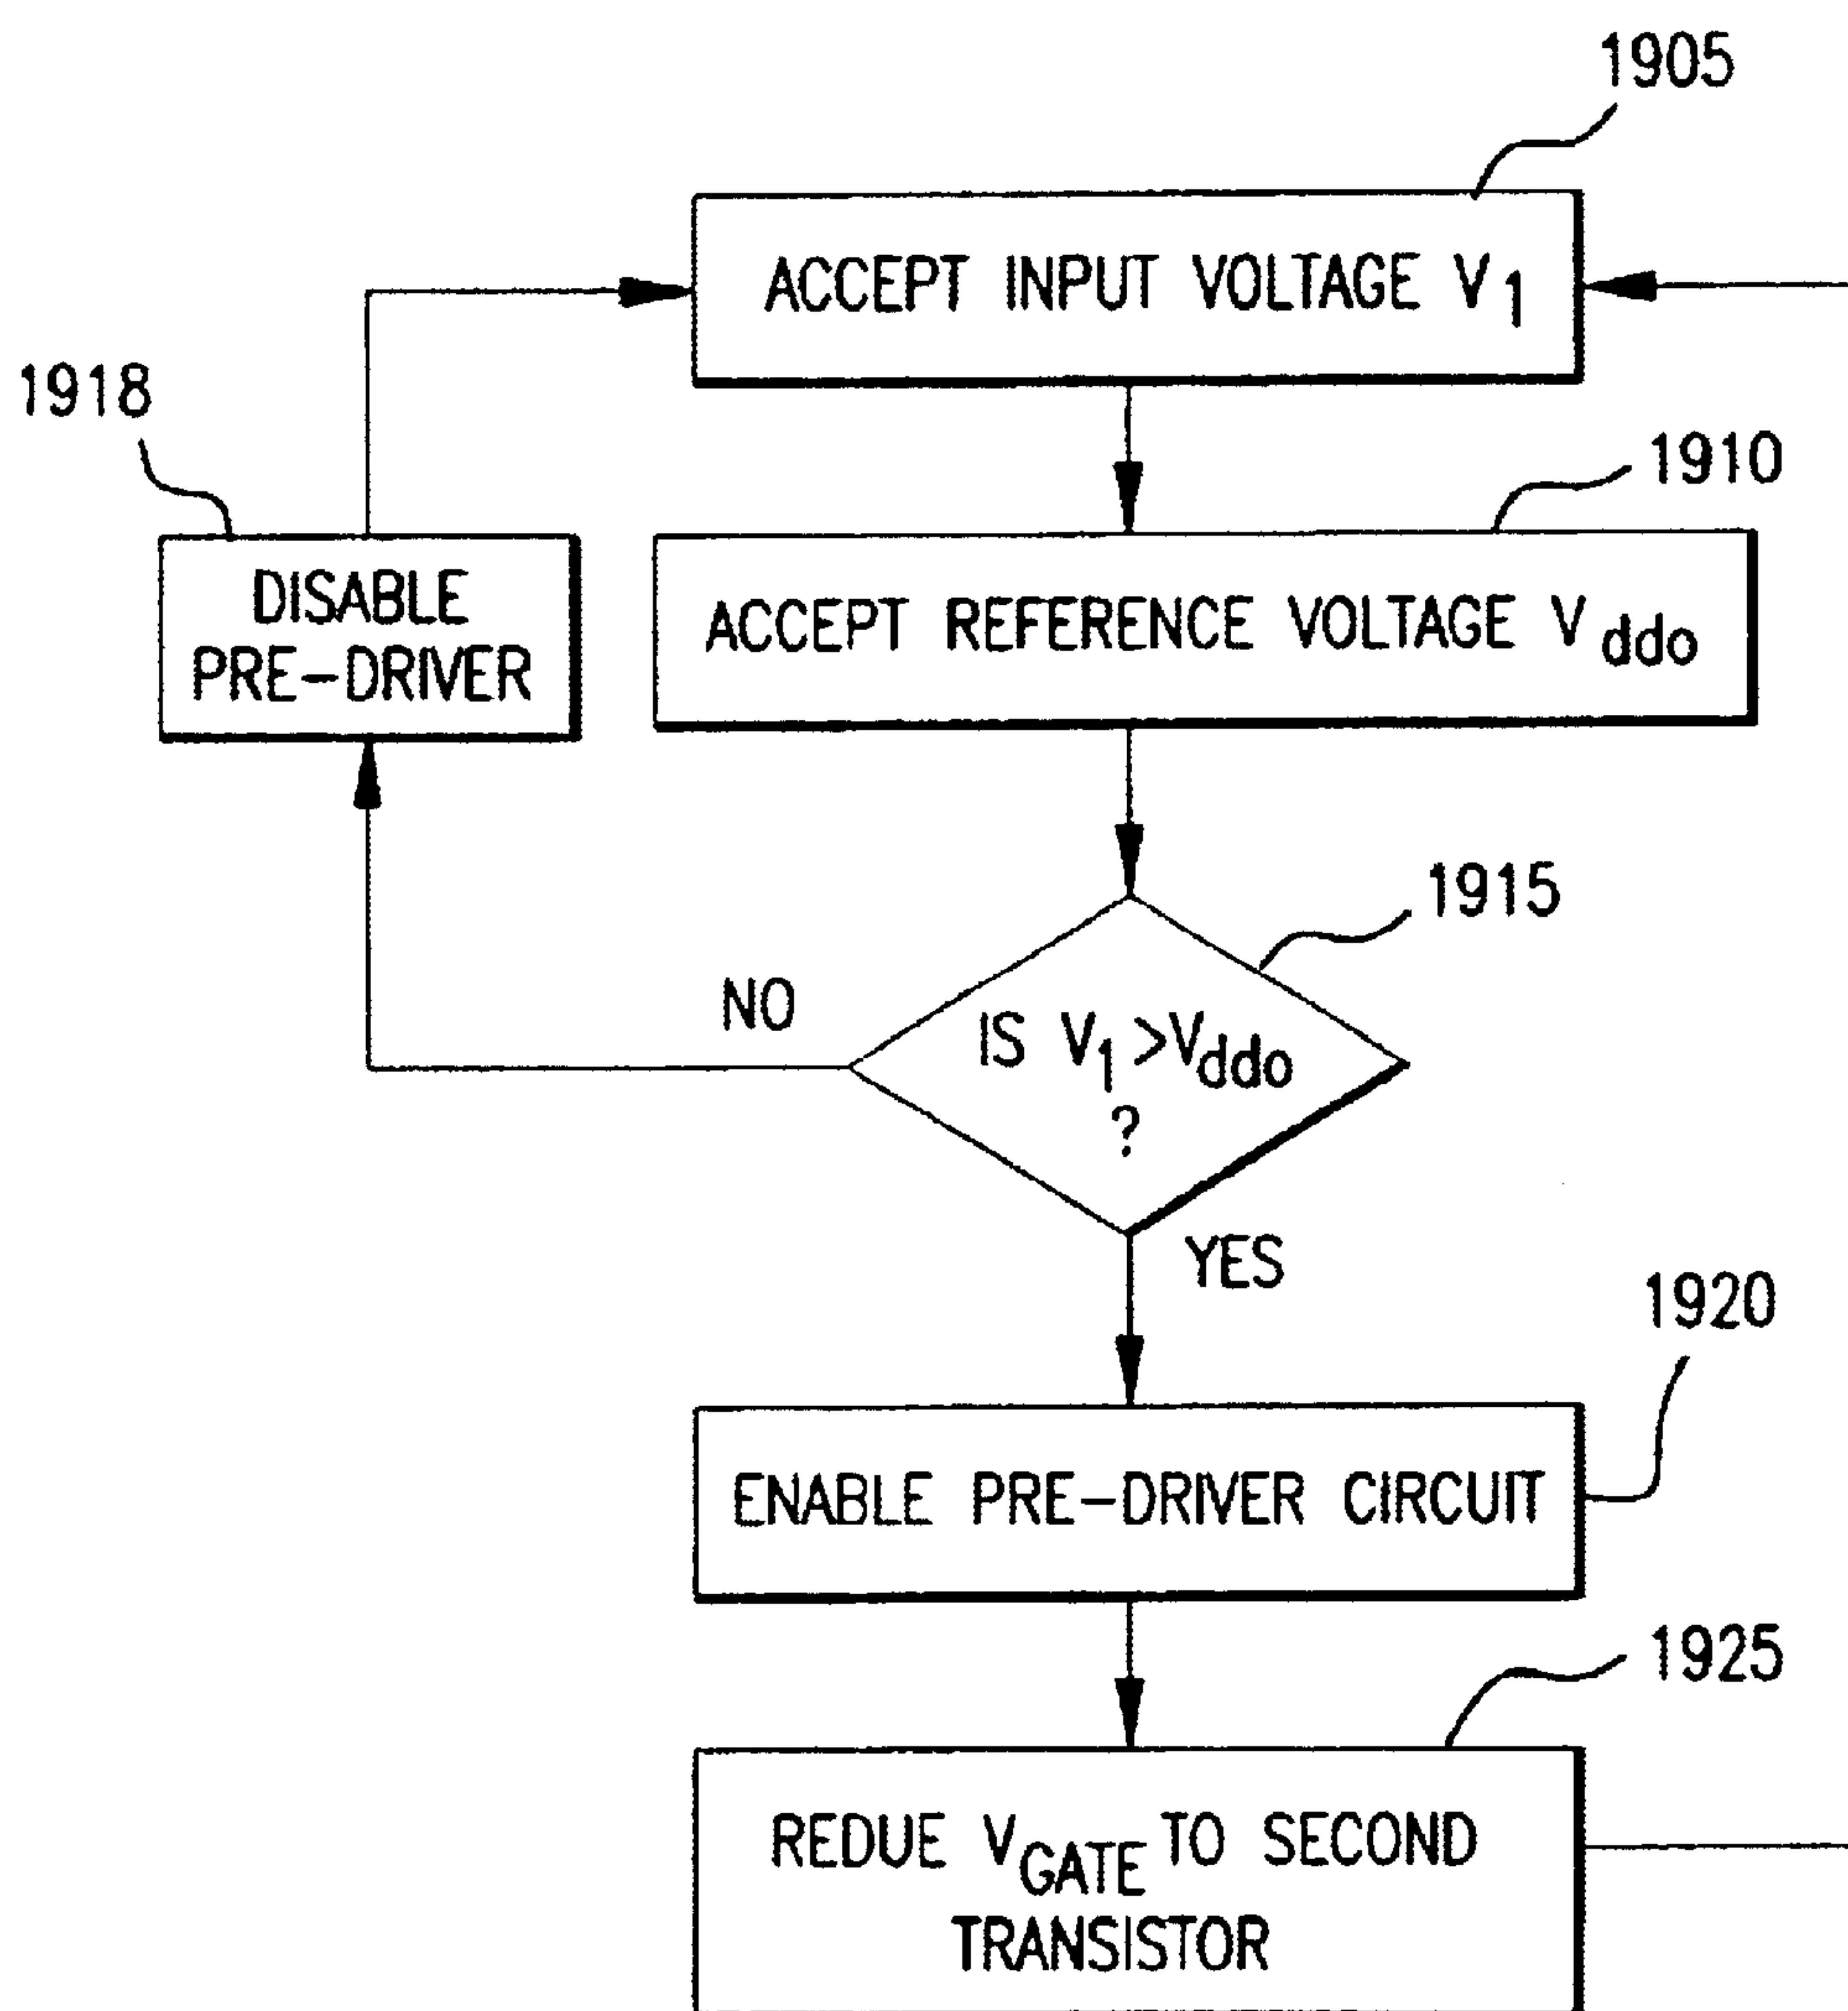 1905
ACCEPT INPUT VOLTAGE V1
1918
1910
DISABLE
PRE-DRIVER
ACCEPT REFERENCE VOLTAGE Vddo
1915
NO
IS V1 >Vddo
?
YES
1920
ENABLE PRE-DRIVER CIRCUIT
1925
REDUE VGATE TO SECOND
TRANSISTOR